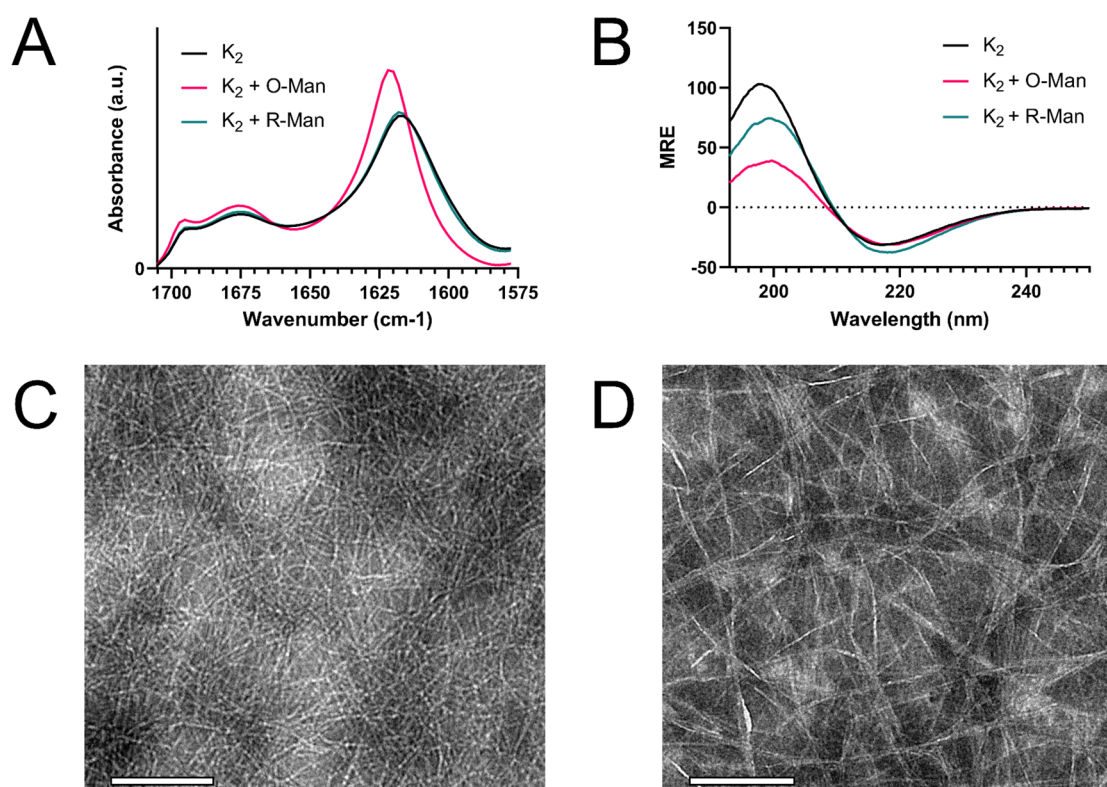 A
K2
K2 + O-Man
K2 + R-Man
Absorbance (a.u.)
0
1700 1675 1650 1625 1600 1575
Wavenumber (cm-1)
B
150
100
50
0
-50
MRE
K2
K2 + O-Man
K2 + R-Man
200 220 240
Wavelength (nm)
C
D